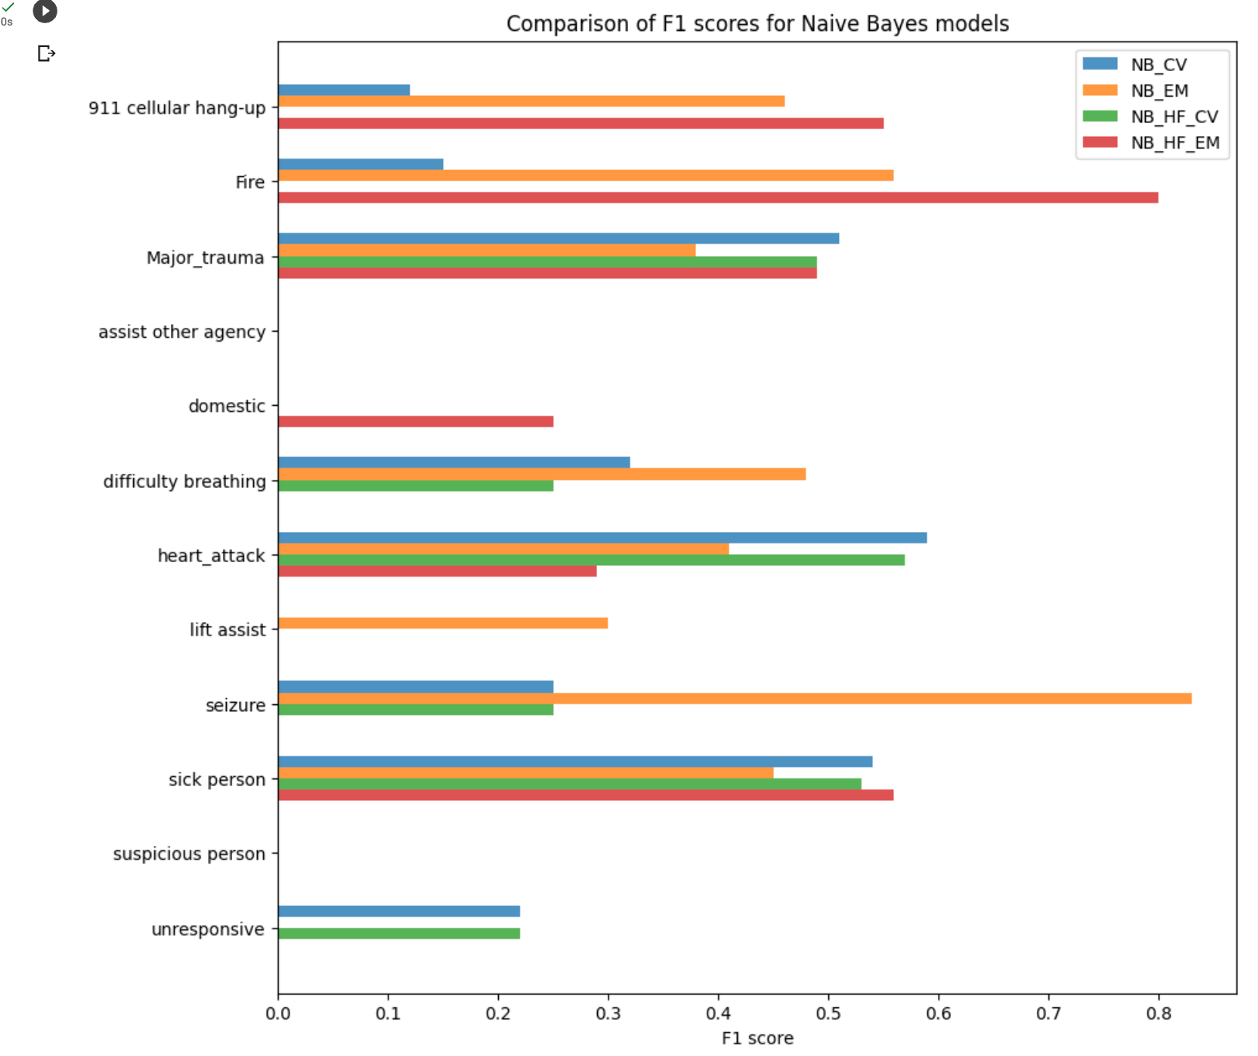 0s
Comparison of F1 scores for Naive Bayes models
NB_CV
NB_EM
NB_HF_CV
NB_HF_EM
911 cellular hang-up
Fire
Major_trauma
assist other agency
domestic
difficulty breathing
heart_attack
lift assist
seizure
sick person
suspicious person
unresponsive
0.0 0.1 0.2 0.3 0.4 0.5 0.6 0.7 0.8
F1 score